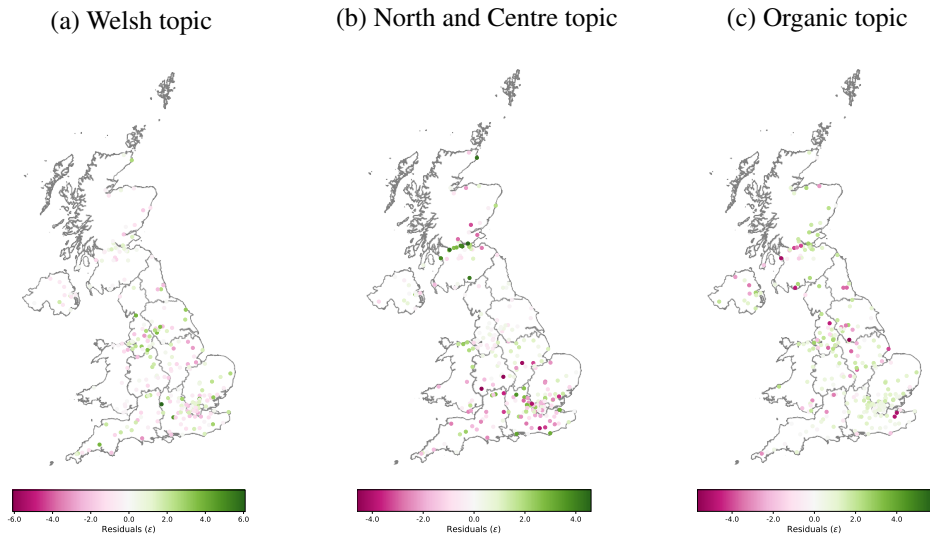 (a) Welsh topic
(b) North and Centre topic
(c) Organic topic
-6.0 -4.0 -2.0 0.0 2.0 4.0 6.0
Residuals (ε)
-4.0 -2.0 0.0 2.0 4.0
Residuals (ε)
-4.0 -2.0 0.0 2.0 4.0
Residuals (ε)